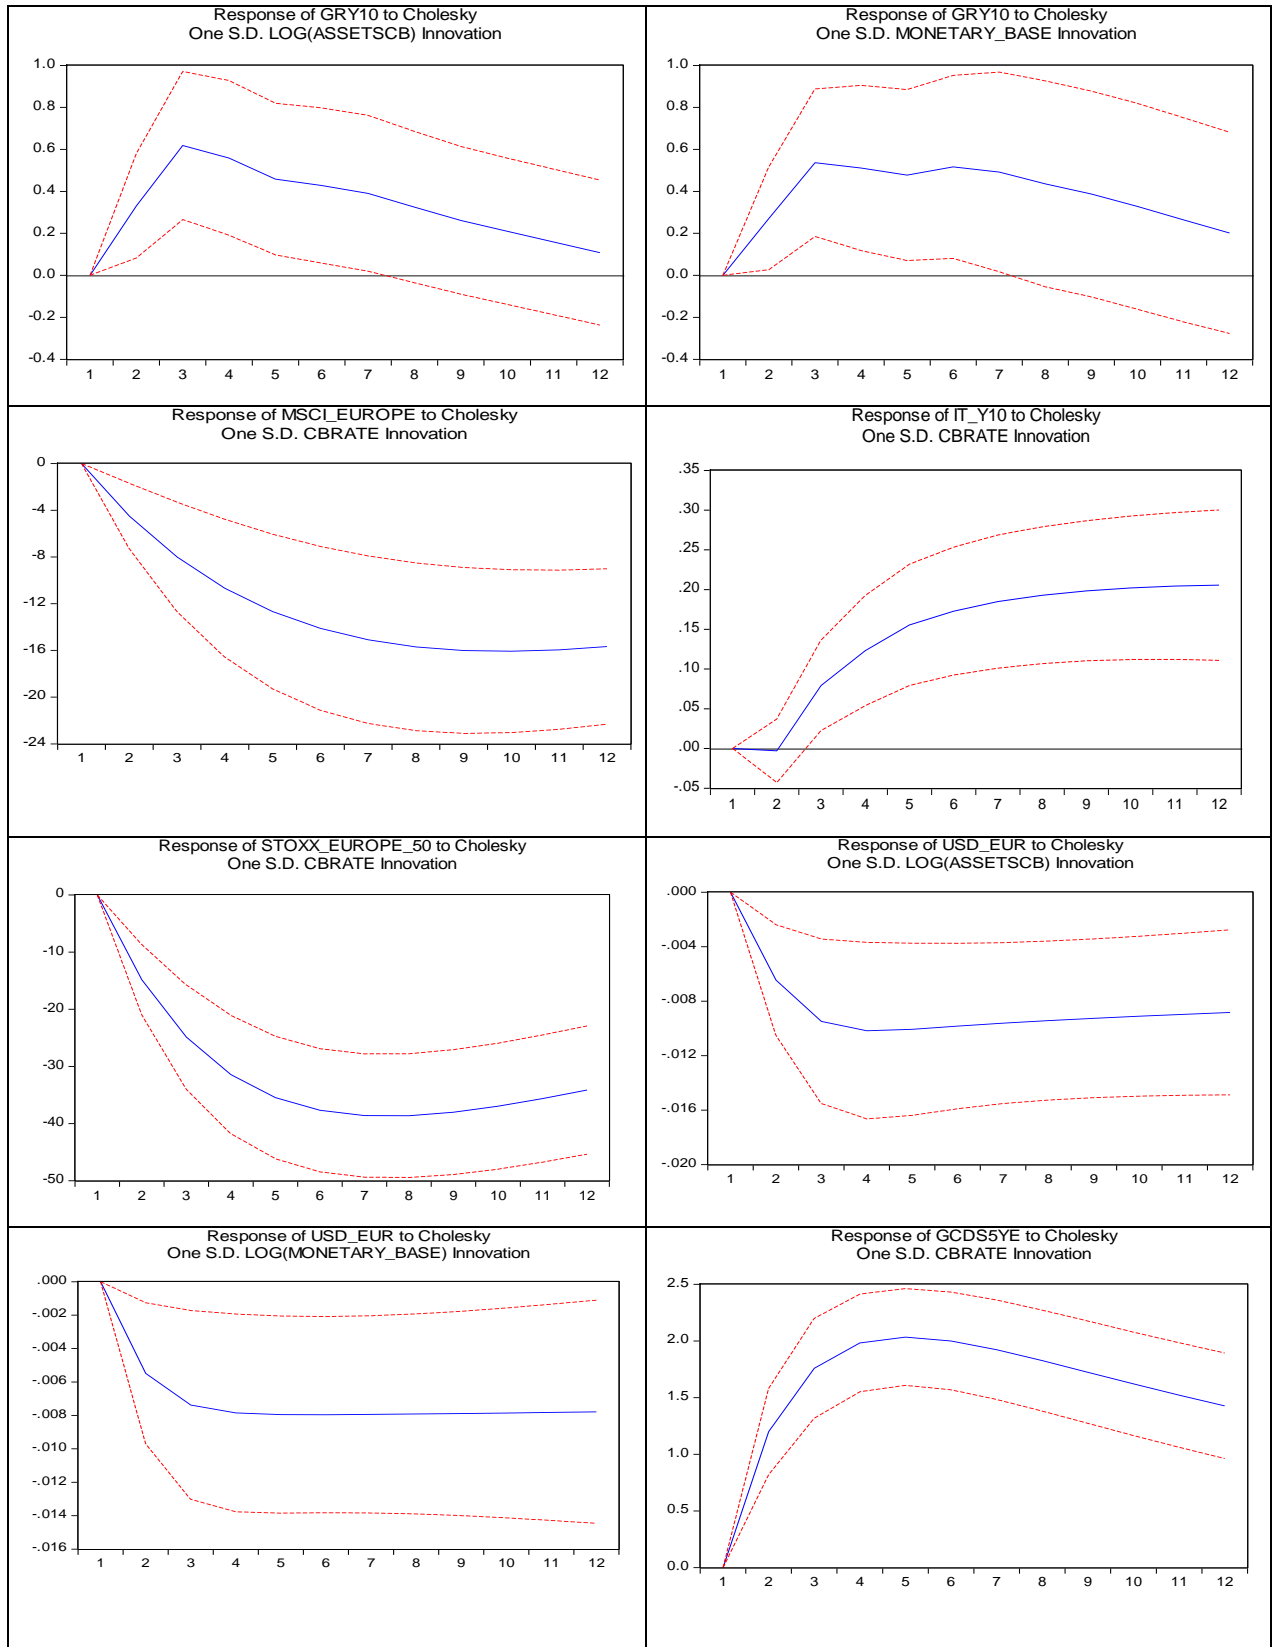 Response of GRY10 to Cholesky
One S.D. LOG(ASSETSCB) Innovation
1.0
0.8
0.6
0.4
0.2
0.0
-0.2
-0.4
1 2 3 4 5 6 7 8 9 10 11 12
Response of GRY10 to Cholesky
One S.D. MONETARY_BASE Innovation
1.0
0.8
0.6
0.4
0.2
0.0
-0.2
-0.4
1 2 3 4 5 6 7 8 9 10 11 12
Response of MSCI_EUROPE to Cholesky
One S.D. CBRATE Innovation
0
-4
-8
-12
-16
-20
-24
1 2 3 4 5 6 7 8 9 10 11 12
Response of IT_Y10 to Cholesky
One S.D. CBRATE Innovation
.35
.30
.25
.20
.15
.10
.05
.00
-.05
1 2 3 4 5 6 7 8 9 10 11 12
Response of STOXX_EUROPE_50 to Cholesky
One S.D. CBRATE Innovation
0
-10
-20
-30
-40
-50
1 2 3 4 5 6 7 8 9 10 11 12
Response of USD_EUR to Cholesky
One S.D. LOG(ASSETSCB) Innovation
.000
-.004
-.008
-.012
-.016
-.020
1 2 3 4 5 6 7 8 9 10 11 12
Response of USD_EUR to Cholesky
One S.D. LOG(MONETARY_BASE) Innovation
.000
-.002
-.004
-.006
-.008
-.010
-.012
-.014
-.016
1 2 3 4 5 6 7 8 9 10 11 12
Response of GCDS5YE to Cholesky
One S.D. CBRATE Innovation
2.5
2.0
1.5
1.0
0.5
0.0
1 2 3 4 5 6 7 8 9 10 11 12